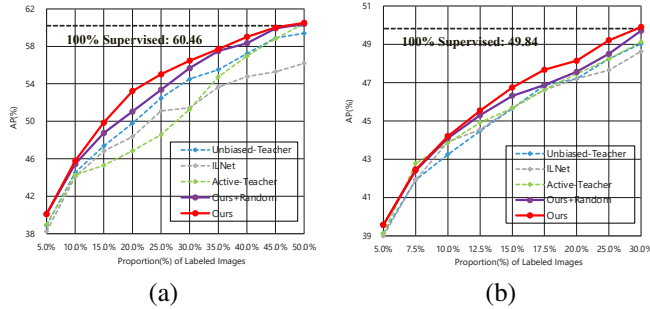 62
58
54
50
46
42
38
AP(%)
100% Supervised: 60.46
Unbiased-Teacher
ILNet
Active-Teacher
Ours+Random
Ours
5.0% 10.0% 15.0% 20.0% 25.0% 30.0% 35.0% 40.0% 45.0% 50.0%
Proportion(%) of Labeled Images
(a)
51
49
47
45
43
41
39
AP(%)
100% Supervised: 49.84
Unbiased-Teacher
ILNet
Active-Teacher
Ours+Random
Ours
5.0% 7.5% 10.0% 12.5% 15.0% 17.5% 20.0% 25.0% 30.0%
Proportion(%) of Labeled Images
(b)